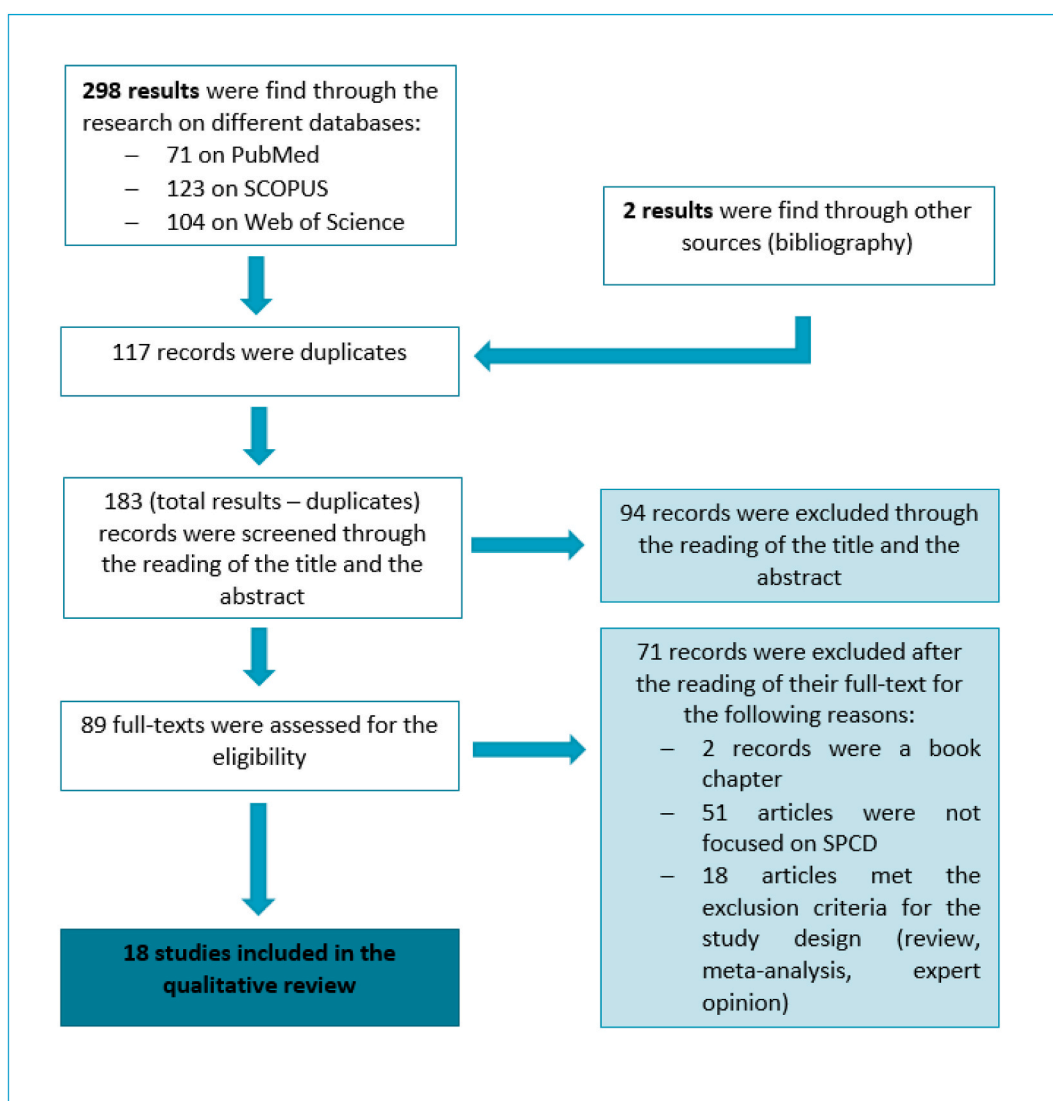 298 results were find through the
research on different databases:
– 71 on PubMed
– 123 on SCOPUS
– 104 on Web of Science
2 results were find through other
sources (bibliography)
117 records were duplicates
183 (total results – duplicates)
records were screened through
the reading of the title and the
abstract
94 records were excluded through
the reading of the title and the
abstract
89 full-texts were assessed for the
eligibility
71 records were excluded after
the reading of their full-text for
the following reasons:
– 2 records were a book
chapter
– 51 articles were not
focused on SPCD
– 18 articles met the
exclusion criteria for the
study design (review,
meta-analysis, expert
opinion)
18 studies included in the
qualitative review